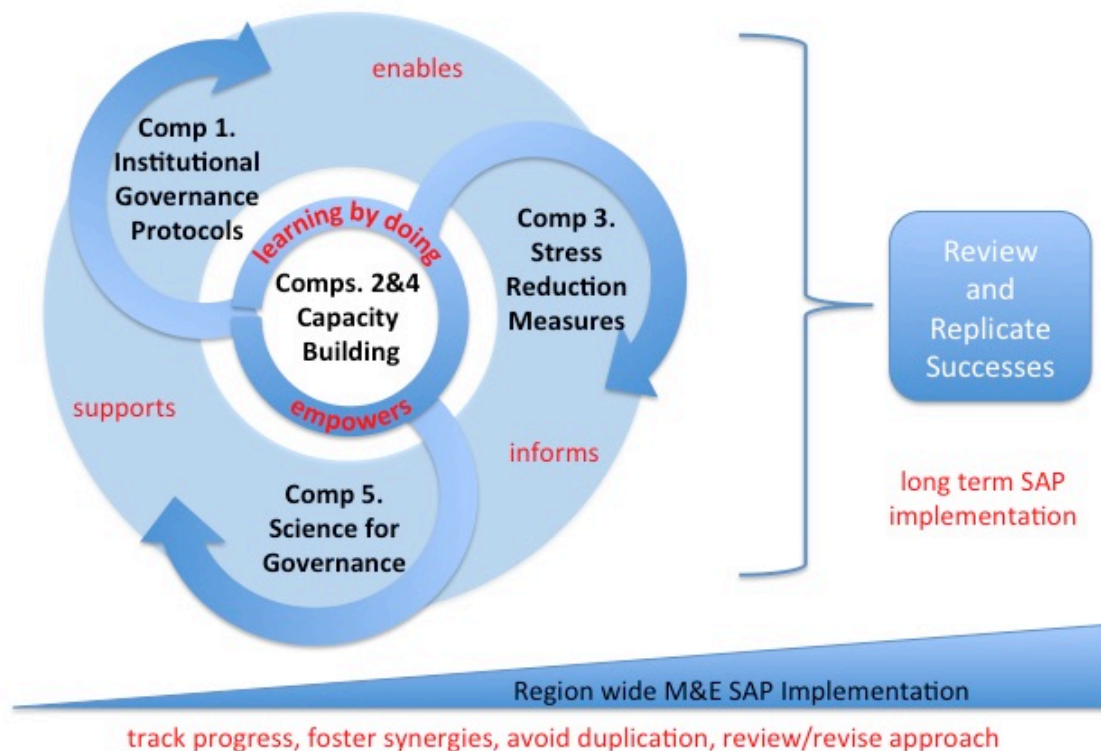 enables
Comp 1.
Institutional
Governance
Protocols
learning by doing
Comp 3.
Stress
Reduction
Measures
Comps. 2&4
Capacity
Building
empowers
supports
informs
Comp 5.
Science for
Governance
Review
and
Replicate
Successes
long term SAP
implementation
Region wide M&E SAP Implementation
track progress, foster synergies, avoid duplication, review/revise approach